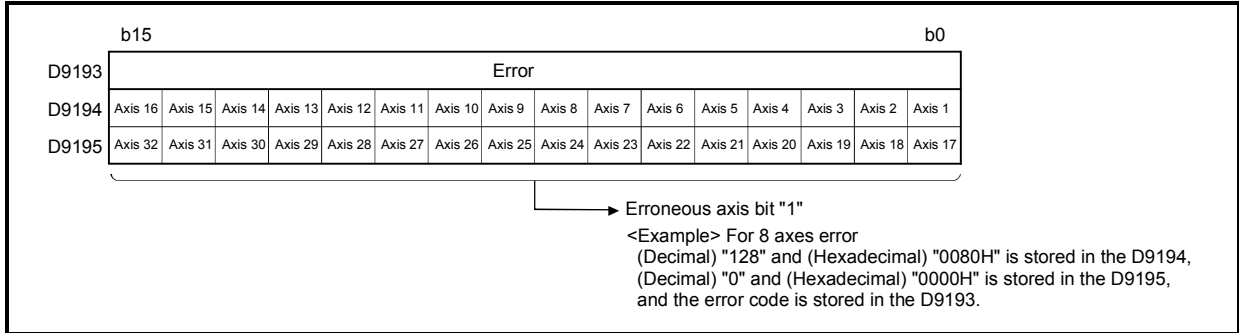 b15 b0
D9193 Error
D9194 Axis 16 Axis 15 Axis 14 Axis 13 Axis 12 Axis 11 Axis 10 Axis 9 Axis 8 Axis 7 Axis 6 Axis 5 Axis 4 Axis 3 Axis 2 Axis 1
D9195 Axis 32 Axis 31 Axis 30 Axis 29 Axis 28 Axis 27 Axis 26 Axis 25 Axis 24 Axis 23 Axis 22 Axis 21 Axis 20 Axis 19 Axis 18 Axis 17
Erroneous axis bit "1"
<Example> For 8 axes error
(Decimal) "128" and (Hexadecimal) "0080H" is stored in the D9194,
(Decimal) "0" and (Hexadecimal) "0000H" is stored in the D9195,
and the error code is stored in the D9193.